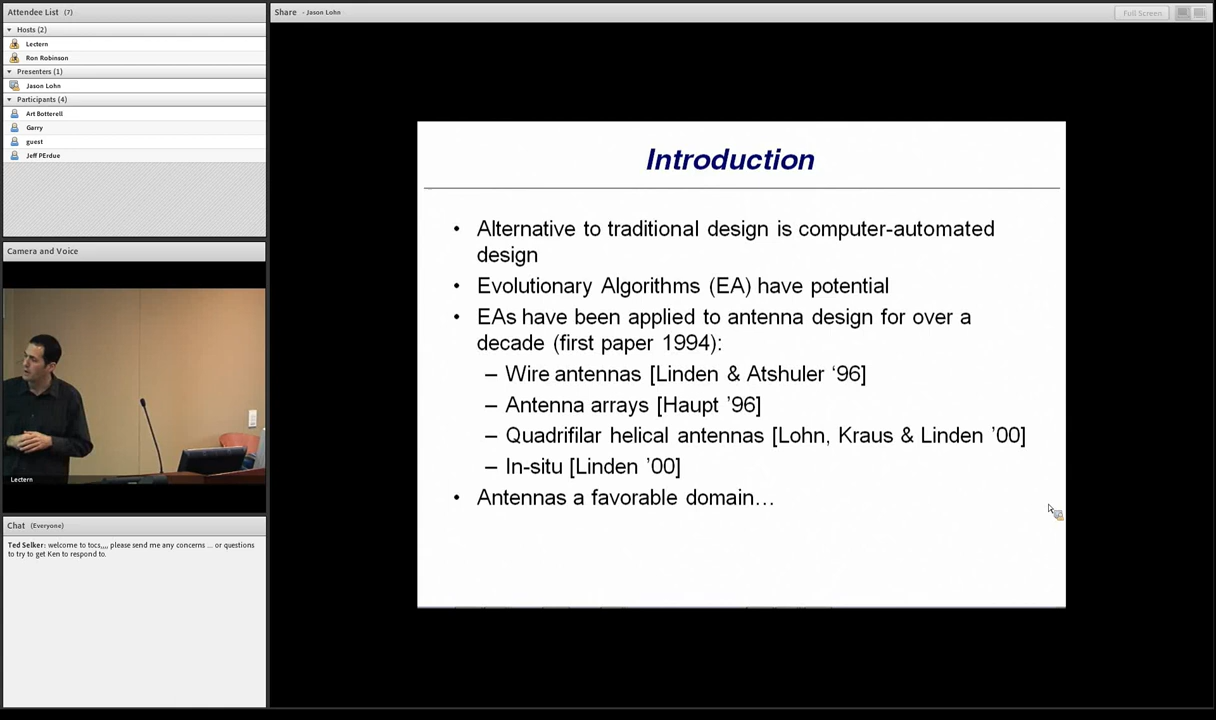 Attendee List (7)
Hosts (2)
Lectern
Ron Robinson
Presenters (1)
Jason Lohn
Participants (4)
Art Botterell
Garry
guest
Jeff PErdue
Camera and Voice
Lectern
Chat (Everyone)
Ted Selker: welcome to tocs,,,, please send me any concerns ... or questions
to try to get Ken to respond to.
Share - Jason Lohn
Full Screen
Introduction
• Alternative to traditional design is computer-automated
design
• Evolutionary Algorithms (EA) have potential
• EAs have been applied to antenna design for over a
decade (first paper 1994):
– Wire antennas [Linden & Atshuler ‘96]
– Antenna arrays [Haupt ’96]
– Quadrifilar helical antennas [Lohn, Kraus & Linden ’00]
– In-situ [Linden ’00]
• Antennas a favorable domain…